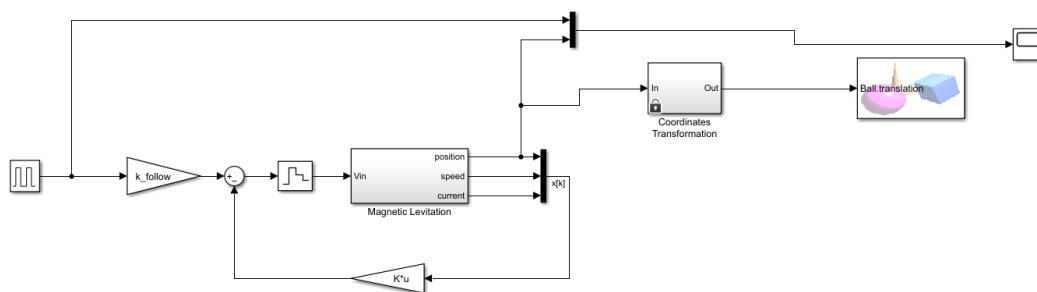 In
Out
Coordinates
Transformation
Ball.translation
k_follow
+
-
Vin
position
speed
current
Magnetic Levitation
x[k]
K*u